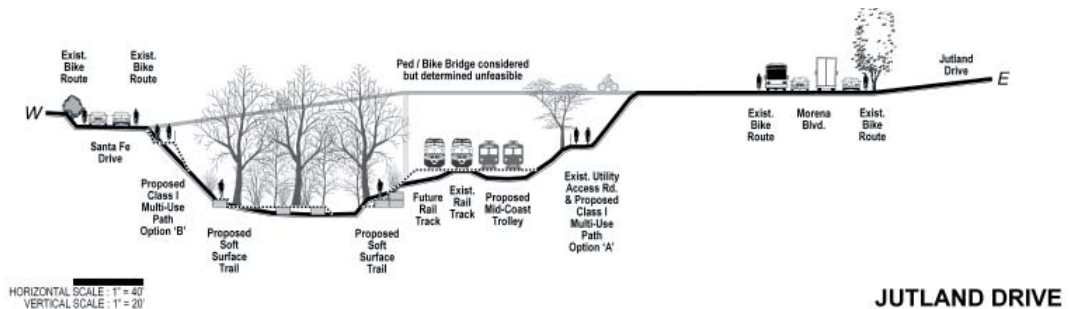 Exist.
Bike
Route
Exist.
Bike
Route
Ped / Bike Bridge considered
but determined unfeasible
Jutland
Drive
W
E
Santa Fe
Drive
Exist.
Bike
Route
Morena
Blvd.
Exist.
Bike
Route
Proposed
Class I
Multi-Use
Path
Option ‘B’
Proposed
Soft
Surface
Trail
Proposed
Soft
Surface
Trail
Future
Rail
Track
Exist.
Rail
Track
Proposed
Mid-Coast
Trolley
Exist. Utility
Access Rd.
& Proposed
Class I
Multi-Use
Path
Option ‘A’
HORIZONTAL SCALE : 1" = 40'
VERTICAL SCALE : 1" = 20'
JUTLAND DRIVE